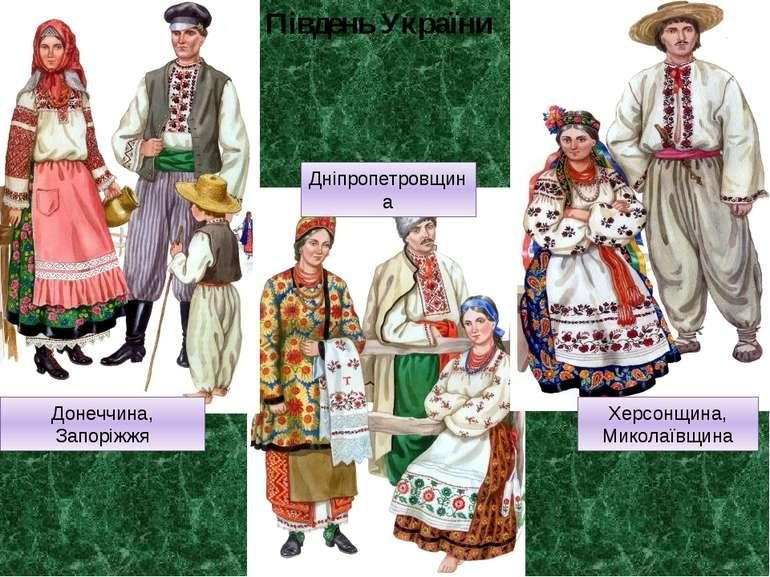 Південь України
Дніпропетровщин
а
Донеччина,
Запоріжжя
Херсонщина,
Миколаївщина
Т